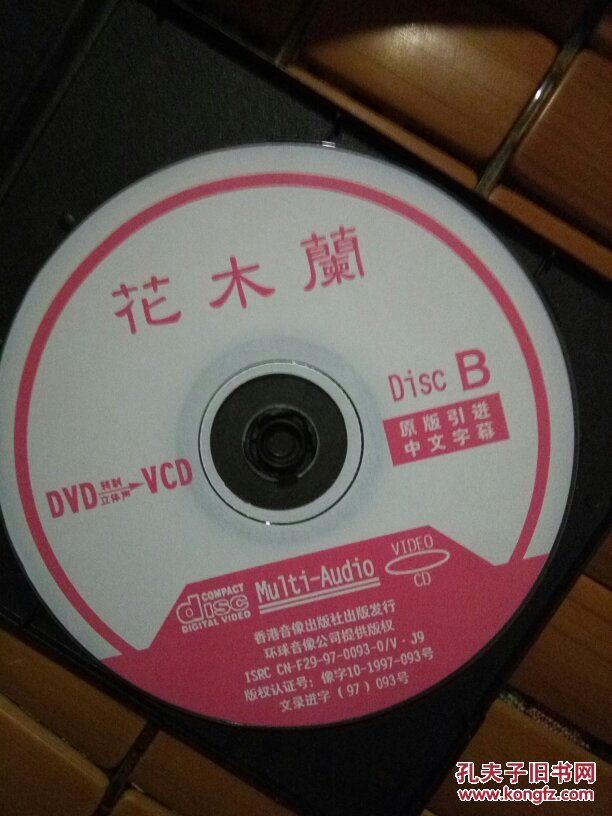 花木蘭
Disc B
原版引进
中文字幕
DVD 特制 立体声 VCD
COMPACT
disc
DIGITAL VIDEO
Multi-Audio
VIDEO
CD
香港音像出版社出版发行
环球音像公司提供版权
ISRC CN-F29-97-0093-0/V·J9
版权认证号:像字10-1997-093号
文录进字(97)093号
孔夫子旧书网
www.kongfz.com